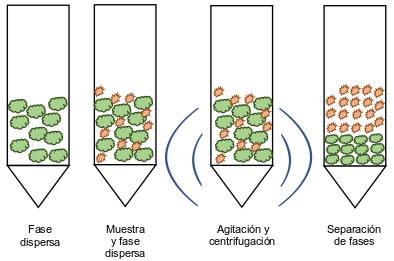 Fase
dispersa
Muestra
y fase
dispersa
Agitación y
centrifugación
Separación
de fases